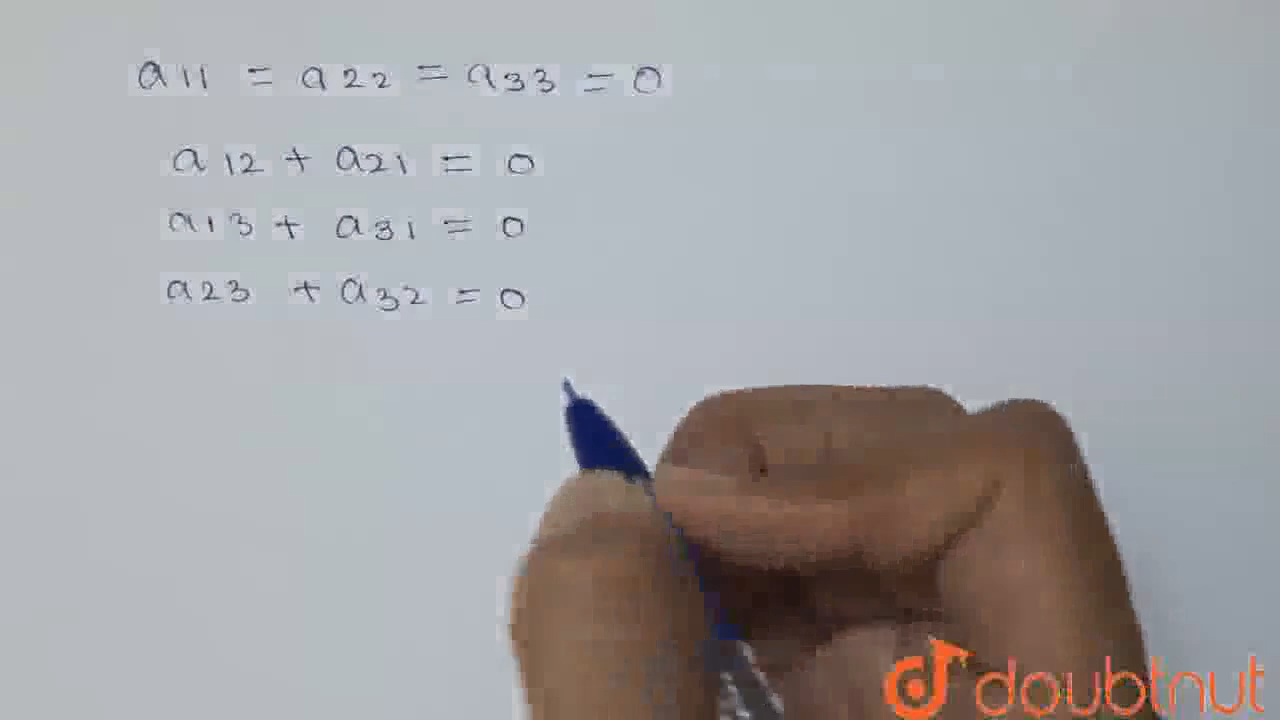 a11 = a22 = a33 = 0
a12 + a21 = 0
a13 + a31 = 0
a23 + a32 = 0
doubtnut